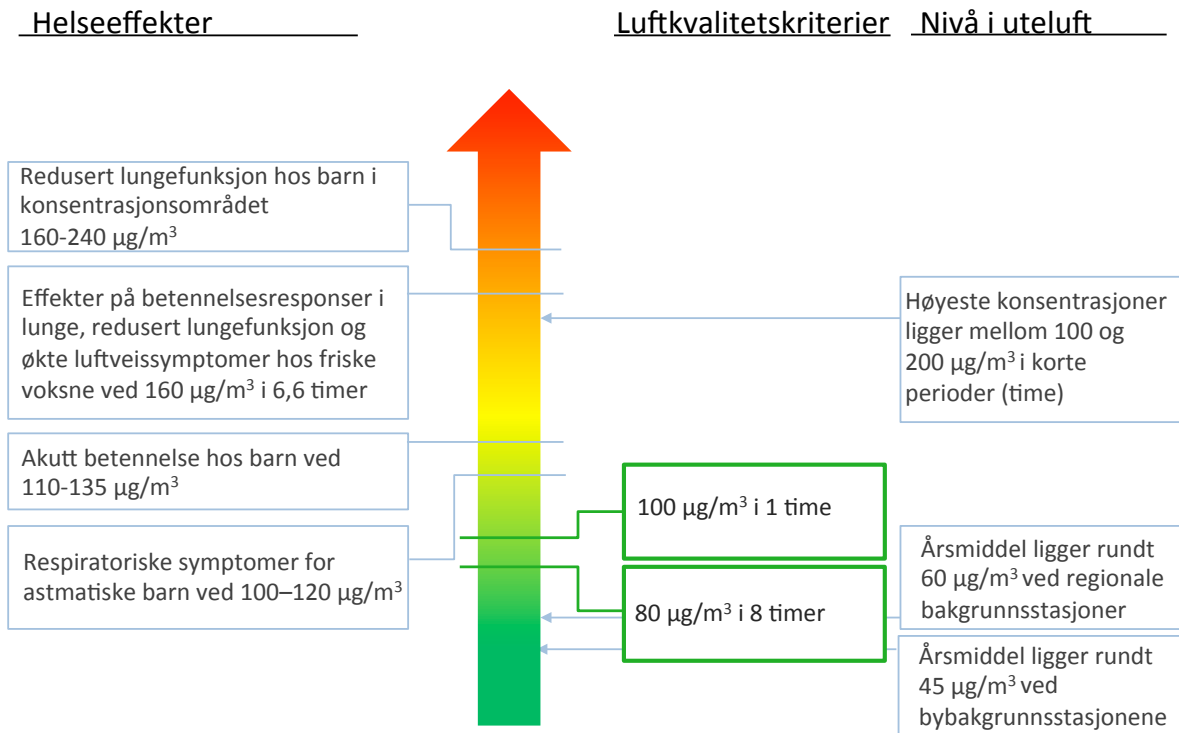 Helseeffekter
Luftkvalitetskriterier
Nivå i uteluft
Redusert lungefunksjon hos barn i
konsentrasjonsområdet
160-240 µg/m³
Effekter på betennelsesresponser i
lunge, redusert lungefunksjon og
økte luftveissymptomer hos friske
voksne ved 160 µg/m³ i 6,6 timer
Akutt betennelse hos barn ved
110-135 µg/m³
Respiratoriske symptomer for
astmatiske barn ved 100–120 µg/m³
100 µg/m³ i 1 time
80 µg/m³ i 8 timer
Høyeste konsentrasjoner
ligger mellom 100 og
200 µg/m³ i korte
perioder (time)
Årsmiddel ligger rundt
60 µg/m³ ved regionale
bakgrunnsstasjoner
Årsmiddel ligger rundt
45 µg/m³ ved
bybakgrunnsstasjonene